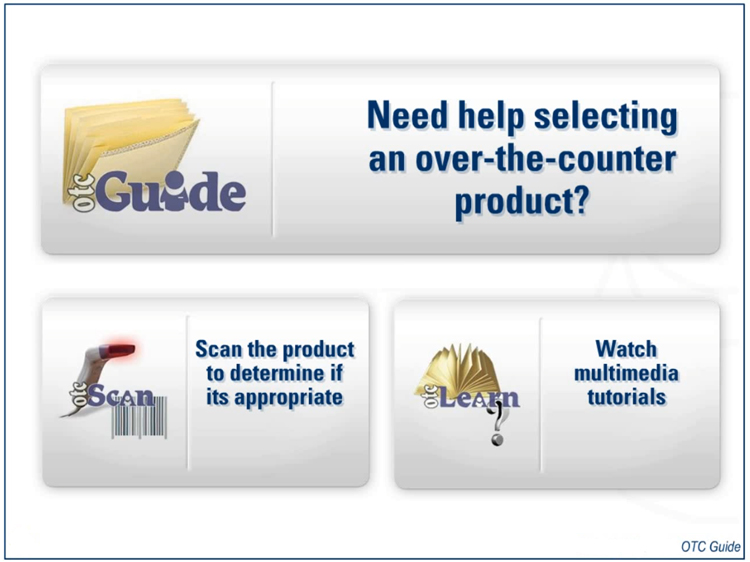 otc Guide
Need help selecting
an over-the-counter
product?
otc Scan
Scan the product
to determine if
its appropriate
otc Learn
Watch
multimedia
tutorials
OTC Guide